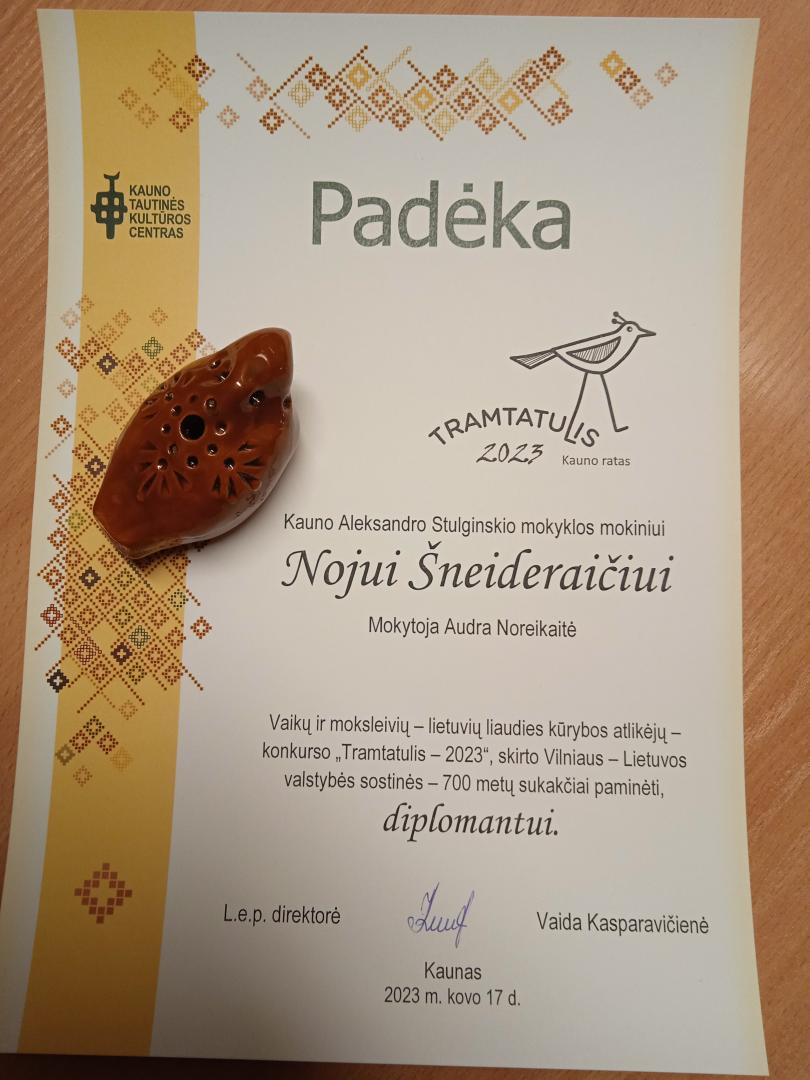 KAUNO
TAUTINĖS
KULTŪROS
CENTRAS
Padėka
TRAMTATULIS
2023 Kauno ratas
Kauno Aleksandro Stulginskio mokyklos mokiniui
Nojui Šneideraičiui
Mokytoja Audra Noreikaitė
Vaikų ir moksleivių – lietuvių liaudies kūrybos atlikėjų –
konkurso „Tramtatulis – 2023“, skirto Vilniaus – Lietuvos
valstybės sostinės – 700 metų sukakčiai paminėti,
diplomantui.
L.e.p. direktorė Vaida Kasparavičienė
Kaunas
2023 m. kovo 17 d.